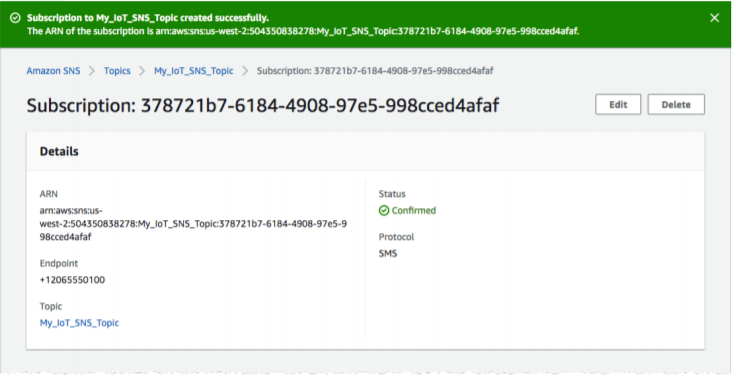 Subscription to My_IoT_SNS_Topic created successfully.
The ARN of the subscription is arn:aws:sns:us-west-2:504350838278:My_IoT_SNS_Topic:378721b7-6184-4908-97e5-998cced4afaf.
Amazon SNS > Topics > My_IoT_SNS_Topic > Subscription: 378721b7-6184-4908-97e5-998cced4afaf
Subscription: 378721b7-6184-4908-97e5-998cced4afaf
Edit
Delete
Details
ARN
arn:aws:sns:us-
west-2:504350838278:My_IoT_SNS_Topic:378721b7-6184-4908-97e5-9
98cced4afaf
Endpoint
+12065550100
Topic
My_IoT_SNS_Topic
Status
Confirmed
Protocol
SMS